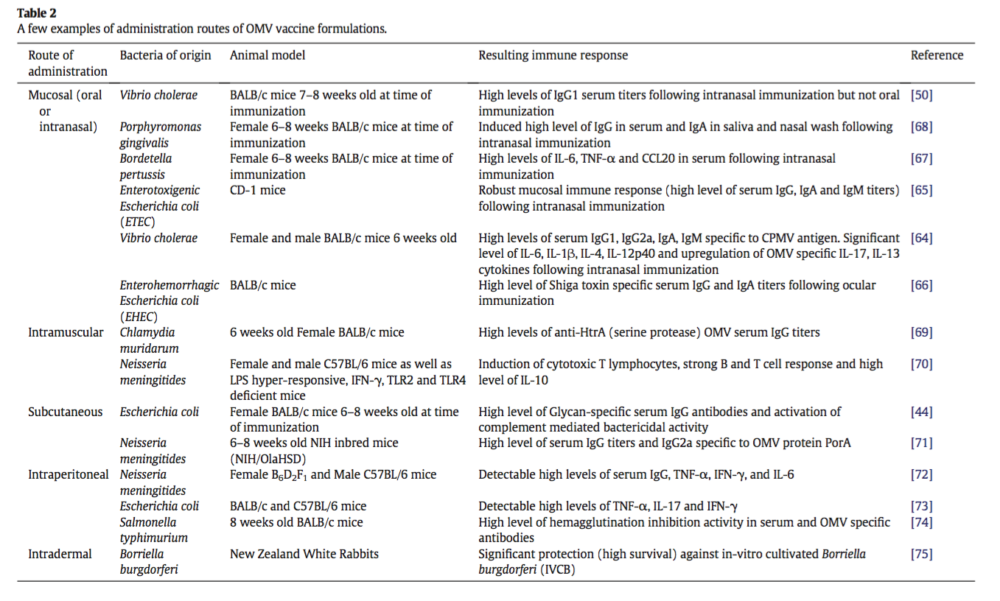 Table 2
A few examples of administration routes of OMV vaccine formulations.
Route of administration Bacteria of origin Animal model Resulting immune response Reference
Mucosal (oral or intranasal) Vibrio cholerae BALB/c mice 7–8 weeks old at time of immunization High levels of IgG1 serum titers following intranasal immunization but not oral immunization [50]
Porphyromonas gingivalis Female 6–8 weeks BALB/c mice at time of immunization Induced high level of IgG in serum and IgA in saliva and nasal wash following intranasal immunization [68]
Bordetella pertussis Female 6–8 weeks BALB/c mice at time of immunization High levels of IL-6, TNF-α and CCL20 in serum following intranasal immunization [67]
Enterotoxigenic Escherichia coli (ETEC) CD-1 mice Robust mucosal immune response (high level of serum IgG, IgA and IgM titers) following intranasal immunization [65]
Vibrio cholerae Female and male BALB/c mice 6 weeks old High levels of serum IgG1, IgG2a, IgA, IgM specific to CPMV antigen. Significant level of IL-6, IL-1β, IL-4, IL-12p40 and upregulation of OMV specific IL-17, IL-13 cytokines following intranasal immunization [64]
Enterohemorrhagic Escherichia coli (EHEC) BALB/c mice High level of Shiga toxin specific serum IgG and IgA titers following ocular immunization [66]
Intramuscular Chlamydia muridarum 6 weeks old Female BALB/c mice High levels of anti-HtrA (serine protease) OMV serum IgG titers [69]
Neisseria meningitides Female and male C57BL/6 mice as well as LPS hyper-responsive, IFN-γ, TLR2 and TLR4 deficient mice Induction of cytotoxic T lymphocytes, strong B and T cell response and high level of IL-10 [70]
Subcutaneous Escherichia coli Female BALB/c mice 6–8 weeks old at time of immunization High level of Glycan-specific serum IgG antibodies and activation of complement mediated bactericidal activity [44]
Neisseria meningitides 6–8 weeks old NIH inbred mice (NIH/OlaHSD) High level of serum IgG titers and IgG2a specific to OMV protein PorA [71]
Intraperitoneal Neisseria meningitides Female B₆D₂F₁ and Male C57BL/6 mice Detectable high levels of serum IgG, TNF-α, IFN-γ, and IL-6 [72]
Escherichia coli BALB/c and C57BL/6 mice Detectable high levels of TNF-α, IL-17 and IFN-γ [73]
Salmonella typhimurium 8 weeks old BALB/c mice High level of hemagglutination inhibition activity in serum and OMV specific antibodies [74]
Intradermal Borriella burgdorferi New Zealand White Rabbits Significant protection (high survival) against in-vitro cultivated Borriella burgdorferi (IVCB) [75]